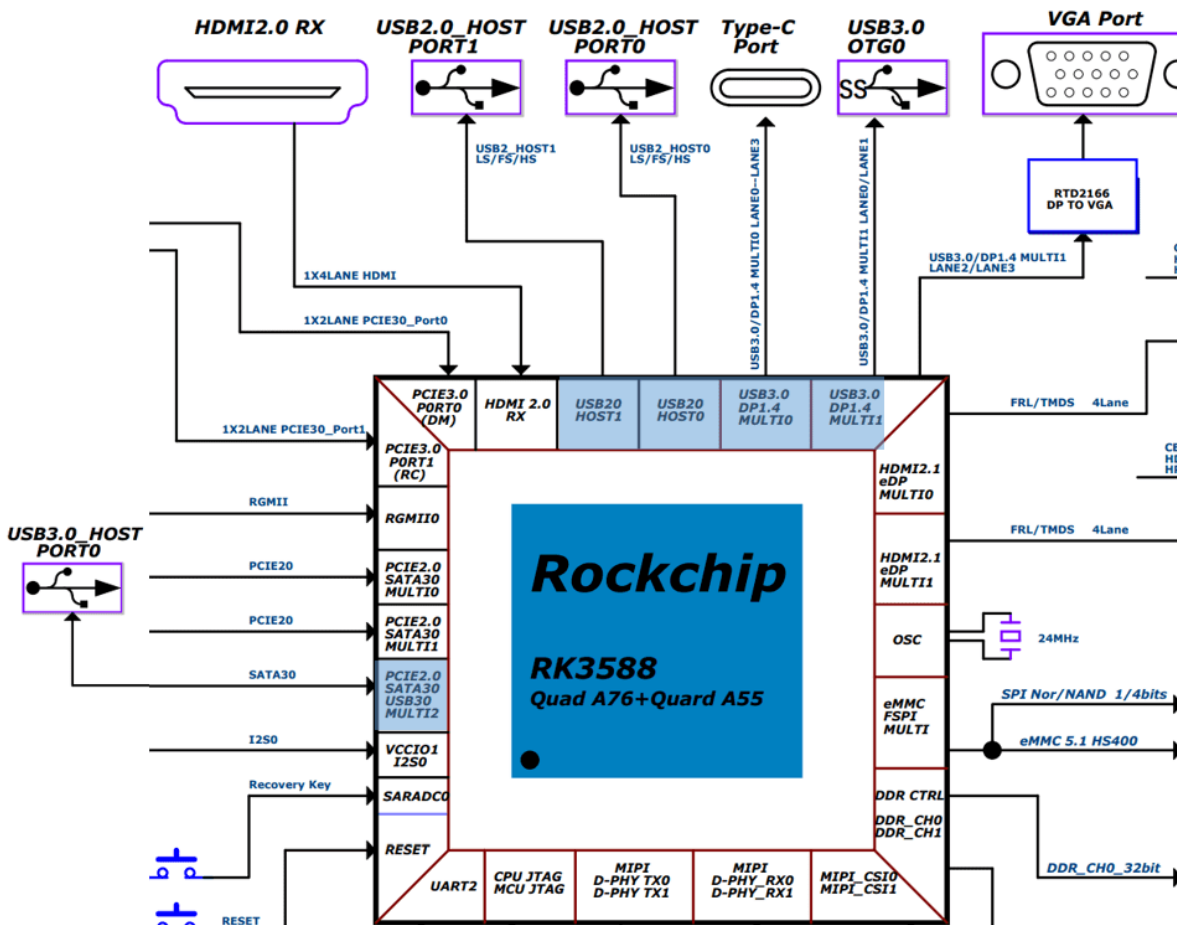 HDMI2.0 RX
USB2.0_HOST
PORT1
USB2.0_HOST
PORT0
Type-C
Port
USB3.0
OTG0
VGA Port
SS
USB2_HOST1
LS/FS/HS
USB2_HOST0
LS/FS/HS
USB3.0/DP1.4 MULTI0 LANE0--LANE3
USB3.0/DP1.4 MULTI1 LANE0/LANE1
RTD2166
DP TO VGA
USB3.0/DP1.4 MULTI1
LANE2/LANE3
1X4LANE HDMI
1X2LANE PCIE30_Port0
1X2LANE PCIE30_Port1
PCIE3.0
PORT0
(DM)
HDMI 2.0
RX
USB20
HOST1
USB20
HOST0
USB3.0
DP1.4
MULTI0
USB3.0
DP1.4
MULTI1
FRL/TMDS 4Lane
PCIE3.0
PORT1
(RC)
HDMI2.1
eDP
MULTI0
RGMII
RGMII0
USB3.0_HOST
PORT0
FRL/TMDS 4Lane
PCIE20
PCIE2.0
SATA30
MULTI0
HDMI2.1
eDP
MULTI1
Rockchip
RK3588
Quad A76+Quard A55
PCIE20
PCIE2.0
SATA30
MULTI1
OSC
24MHz
SATA30
PCIE2.0
SATA30
USB30
MULTI2
eMMC
FSPI
MULTI
SPI Nor/NAND 1/4bits
eMMC 5.1 HS400
I2S0
VCCIO1
I2S0
Recovery Key
SARADC0
DDR CTRL
DDR_CH0
DDR_CH1
DDR_CH0_32bit
RESET
RESET
UART2
CPU JTAG
MCU JTAG
MIPI
D-PHY TX0
D-PHY TX1
MIPI
D-PHY_RX0
D-PHY_RX1
MIPI_CSI0
MIPI_CSI1